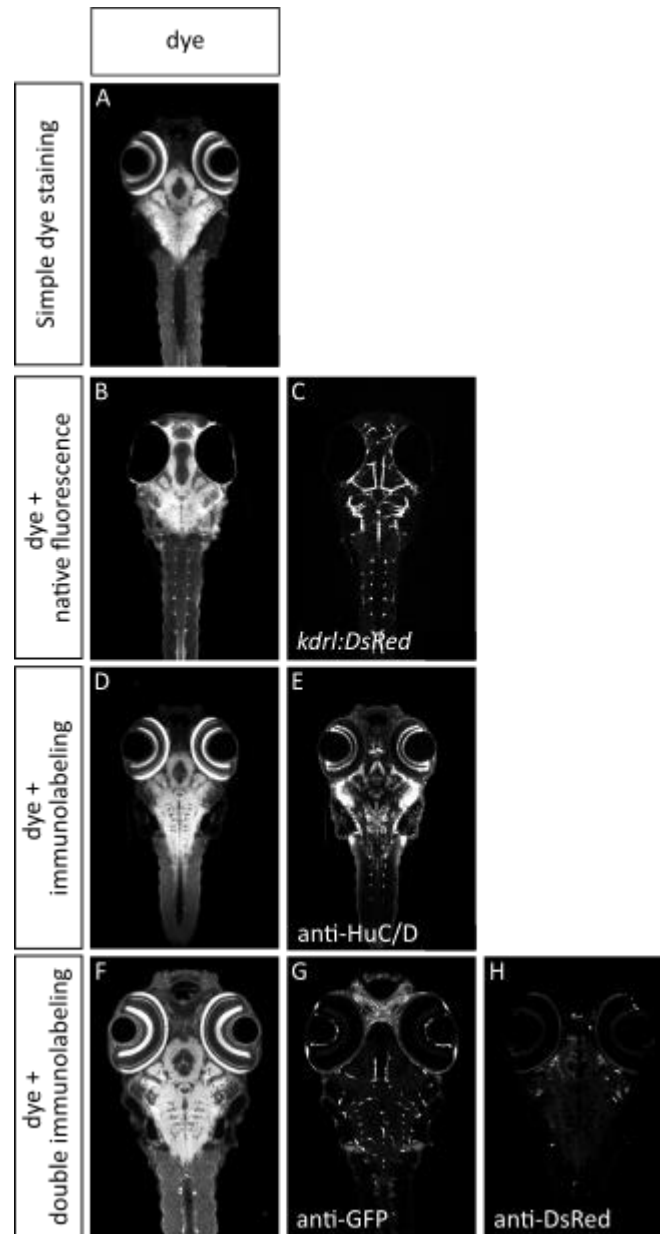 dye
Simple dye staining
A
dye +
native fluorescence
B
C
kdrl:DsRed
dye +
immunolabeling
D
E
anti-HuC/D
dye +
double immunolabeling
F
G
H
anti-GFP
anti-DsRed